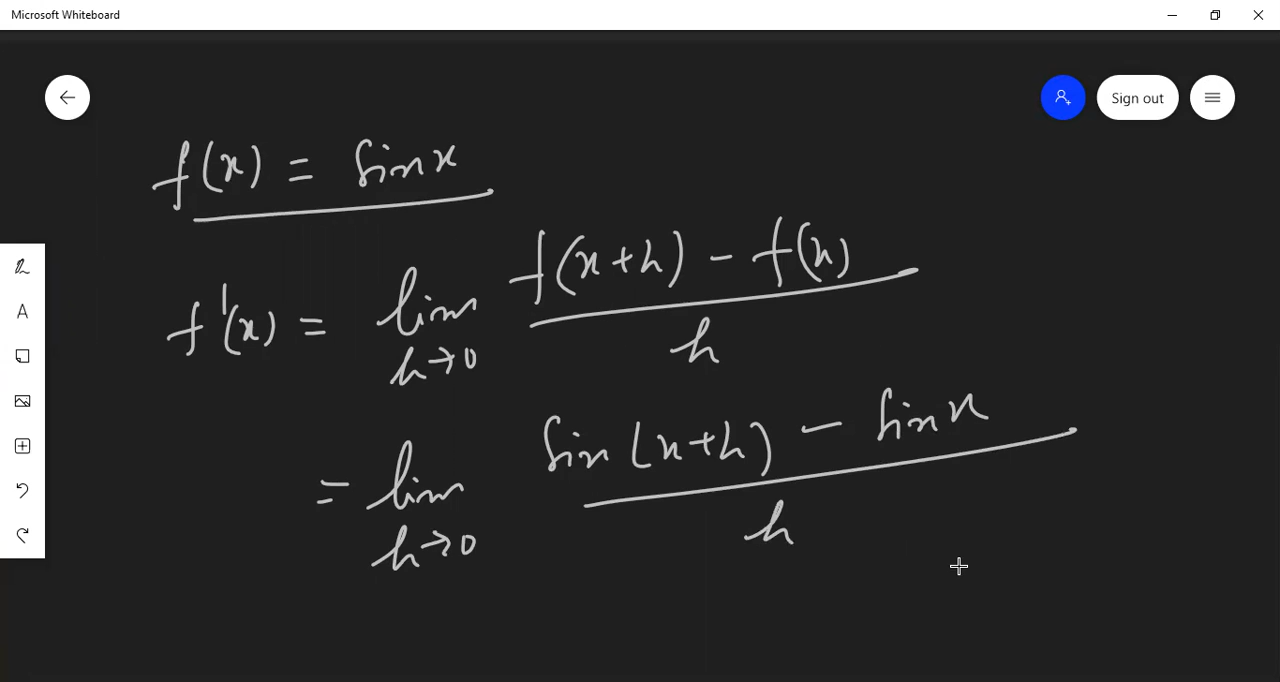 Microsoft Whiteboard
Sign out
A
f(x) = sin x
f'(x) = lim h→0 f(x+h) - f(x) / h
= lim h→0 sin(x+h) - sin x / h